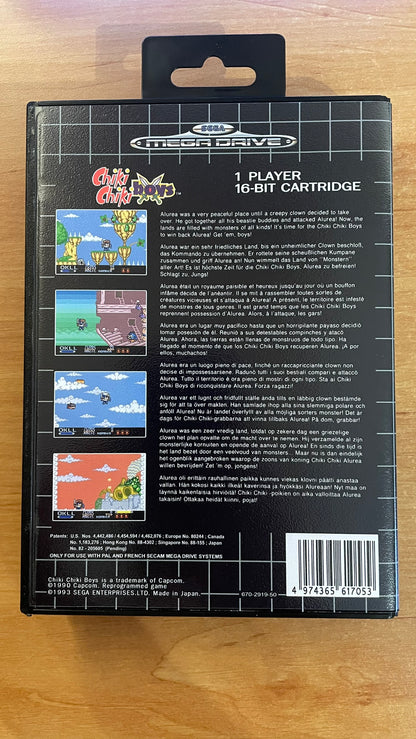 SEGA
MEGA DRIVE
Chiki
Chiki
BOYS
1 PLAYER
16-BIT CARTRIDGE
Alurea was a very peaceful place until a creepy clown decided to take
over. He got together all his beastie buddies and attacked Alurea! Now, the
lands are filled with monsters of all kinds! It's time for the Chiki Chiki Boys
to win back Alurea! Get 'em, boys!
Alurea war ein sehr friedliches Land, bis ein unheimlicher Clown beschloß,
das Kommando zu übernehmen. Er rottete seine scheußlichen Kumpane
zusammen und griff Alurea an! Nun wimmelt das Land von "Monstern"
aller Art! Es ist höchste Zeit für die Chiki Chiki Boys, Alurea zu befreien!
Schlagt zu, Jungs!
Alurea était un royaume paisible et heureux jusqu'au jour où un bouffon
infâme décida de l'anéantir. Il se mit à rassembler toutes sortes de
créatures vicieuses et s'attaqua à Alurea! A présent, le territoire est infesté
de monstres de tous genres. Il est grand temps que les Chiki Chiki Boys
reprennent possession d'Alurea. Alors, à l'attaque, les gars!
Alurea era un lugar muy pacífico hasta que un horripilante payaso decidió
tomar posesión de él. Reunió a sus detestables compinches y atacó
Alurea. Ahora, las tierras están llenas de monstruos de todo tipo. Ha
llegado el momento de que los Chiki Chiki Boys recuperen Alurea. ¡A por
ellos, muchachos!
Alurea era un luogo pieno di pace, finché un raccapricciante clown non
decise di impossessarsene. Radunò tutti i suoi bestiali compari e attaccò
Alurea. Tutto il territorio è ora pieno di mostri di ogni tipo. Sta ai Chiki
Chiki Boys di riconquistare Alurea. Forza ragazzi!
Alurea var ett lugnt och fridfullt ställe ända tills en läbbig clown bestämde
sig för att ta över makten. Han samlade ihop alla sina slemmiga polare och
anföll Alurea! Nu är landet överfyllt av alla möjliga sorters monster! Det är
dags för Chiki Chiki-grabbarna att vinna tillbaks Alurea! På dom, grabbar!
Alurea was een zeer vredig land, totdat op zekere dag een griezelige
clown het plan opvatte om de macht over te nemen. Hij verzamelde al zijn
monsterlijke kornuiten en opende de aanval op Alurea! En sinds die tijd is
het land bezet door een veelvoud van monsters... Maar nu is dan eindelijk
het ogenblik aangebroken waarop de zoons van koning Chiki Chiki Alurea
willen bevrijden! Zet 'm op, jongens!
Alurea oli erittäin rauhallinen paikka kunnes viekas klovni päätti anastaa
vallan. Hän kokosi kaikki ilkeät kaverinsa ja hyökkäsi Alureaan! Nyt maa on
täynnä kaikenlaisia hirviöitä! Chiki Chiki -poikien on aika valloittaa Alurea
takaisin! Ottakaa heidät kiinni, pojat!
Patents: U.S. Nos. 4,442,486 / 4,454,594 / 4,462,076; Europe No. 80244; Canada
No. 1,183,276; Hong Kong No. 88-4302; Singapore No. 88-155; Japan
No. 82-205605 (Pending)
ONLY FOR USE WITH PAL AND FRENCH SECAM MEGA DRIVE SYSTEMS
Chiki Chiki Boys is a trademark of Capcom.
©1990 Capcom. Reprogrammed game
©1993 SEGA ENTERPRISES.LTD. Made in Japan.
670-2919-50
4 974365 617053